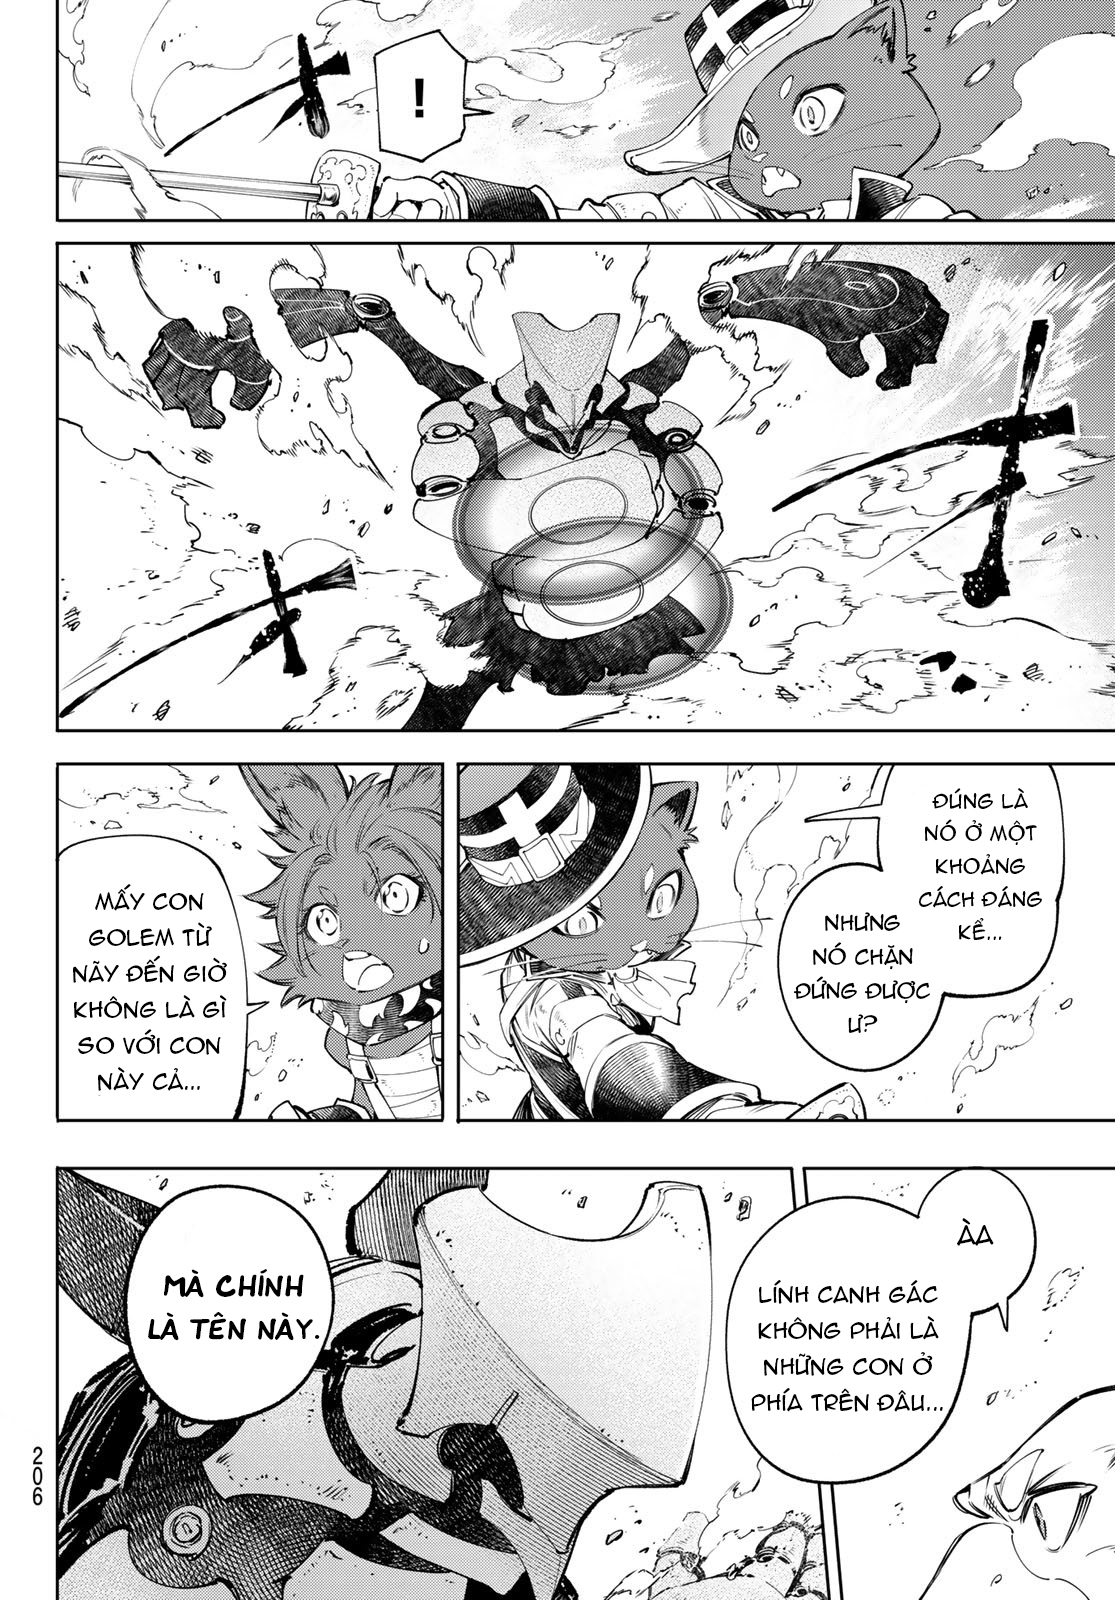 !
ĐÚNG LÀ
NÓ Ở MỘT
KHOẢNG
CÁCH ĐÁNG
KỂ...
NHƯNG
NÓ CHẶN
ĐỨNG ĐƯỢC
Ư?
MẤY CON
GOLEM TỪ
NÃY ĐẾN GIỜ
KHÔNG LÀ GÌ
SO VỚI CON
NÀY CẢ...
ÀA
LÍNH CANH GÁC
KHÔNG PHẢI LÀ
NHỮNG CON Ở
PHÍA TRÊN ĐÂU...
MÀ CHÍNH
LÀ TÊN NÀY.
206